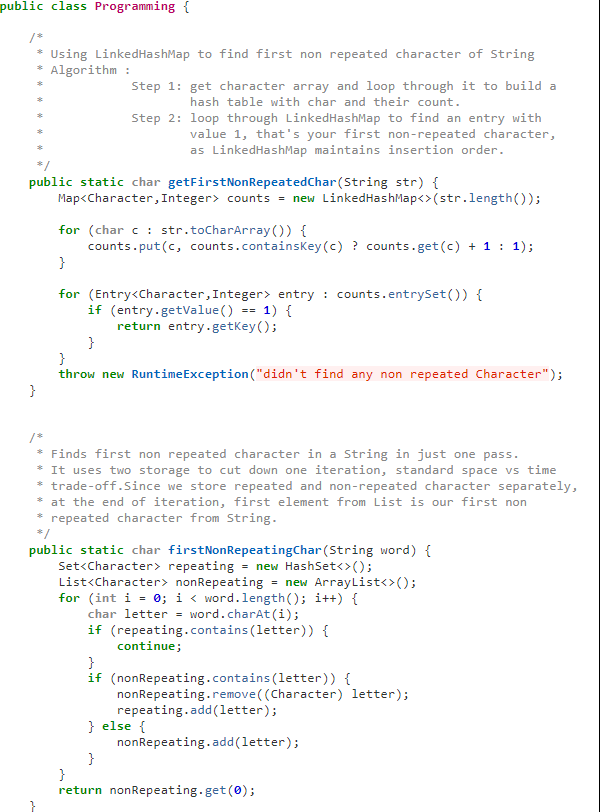 public class Programming {
/*
* Using LinkedHashMap to find first non repeated character of String
* Algorithm :
* Step 1: get character array and loop through it to build a
* hash table with char and their count.
* Step 2: loop through LinkedHashMap to find an entry with
* value 1, that's your first non-repeated character,
* as LinkedHashMap maintains insertion order.
*/
public static char getFirstNonRepeatedChar(String str) {
Map<Character,Integer> counts = new LinkedHashMap<>(str.length());
for (char c : str.toCharArray()) {
counts.put(c, counts.containsKey(c) ? counts.get(c) + 1 : 1);
}
for (Entry<Character,Integer> entry : counts.entrySet()) {
if (entry.getValue() == 1) {
return entry.getKey();
}
}
throw new RuntimeException("didn't find any non repeated Character");
}
/*
* Finds first non repeated character in a String in just one pass.
* It uses two storage to cut down one iteration, standard space vs time
* trade-off.Since we store repeated and non-repeated character separately,
* at the end of iteration, first element from List is our first non
* repeated character from String.
*/
public static char firstNonRepeatingChar(String word) {
Set<Character> repeating = new HashSet<>();
List<Character> nonRepeating = new ArrayList<>();
for (int i = 0; i < word.length(); i++) {
char letter = word.charAt(i);
if (repeating.contains(letter)) {
continue;
}
if (nonRepeating.contains(letter)) {
nonRepeating.remove((Character) letter);
repeating.add(letter);
} else {
nonRepeating.add(letter);
}
}
return nonRepeating.get(0);
}